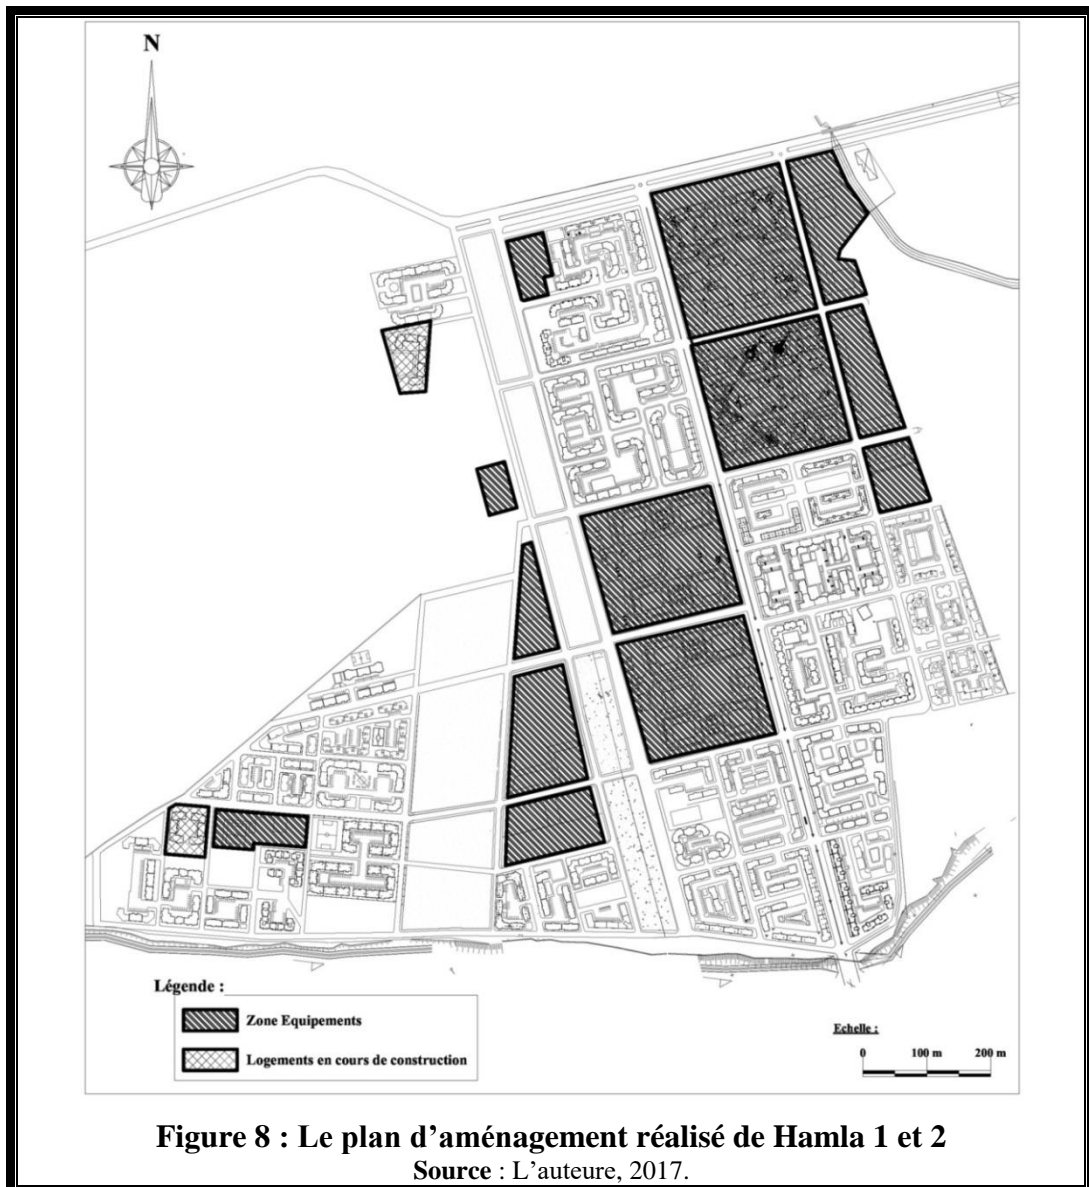 N
Légende :
Zone Equipements
Logements en cours de construction
Echelle :
0 100 m 200 m
Figure 8 : Le plan d’aménagement réalisé de Hamla 1 et 2
Source : L’auteure, 2017.